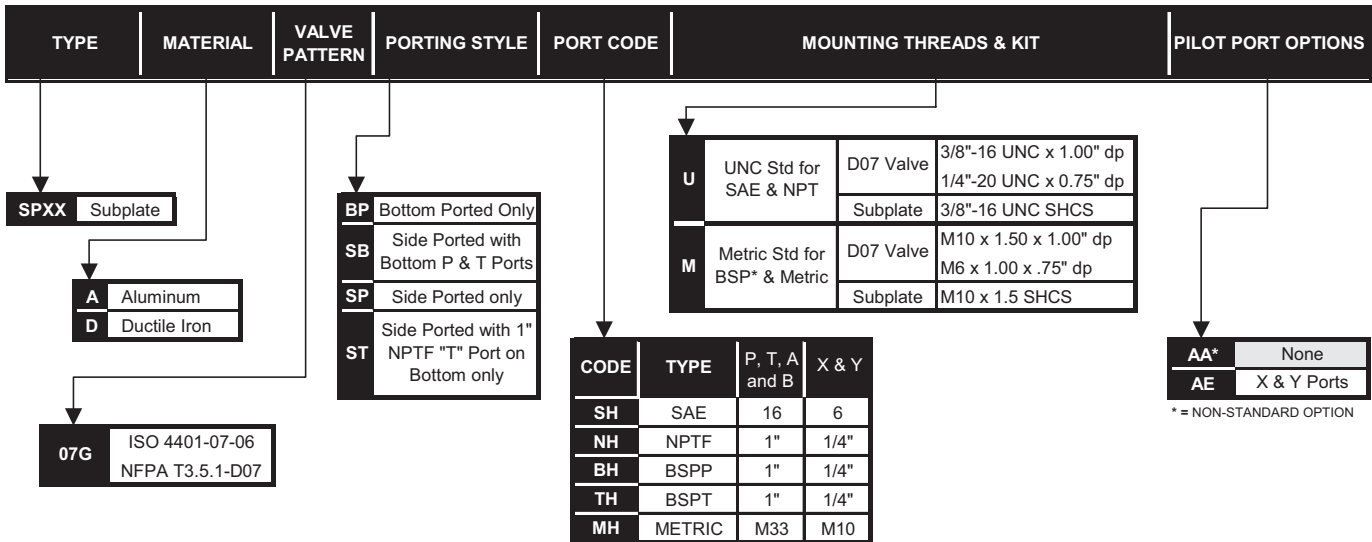 TYPE
MATERIAL
VALVE
PATTERN
PORTING STYLE
PORT CODE
MOUNTING THREADS & KIT
PILOT PORT OPTIONS
SPXX Subplate
A Aluminum
D Ductile Iron
07G
ISO 4401-07-06
NFPA T3.5.1-D07
BP Bottom Ported Only
SB
Side Ported with
Bottom P & T Ports
SP Side Ported only
ST
Side Ported with 1"
NPTF "T" Port on
Bottom only
CODE TYPE P, T, A
and B
X & Y
SH SAE 16 6
NH NPTF 1" 1/4"
BH BSPP 1" 1/4"
TH BSPT 1" 1/4"
MH METRIC M33 M10
U
UNC Std for
SAE & NPT
D07 Valve
3/8"-16 UNC x 1.00" dp
1/4"-20 UNC x 0.75" dp
Subplate 3/8"-16 UNC SHCS
M
Metric Std for
BSP* & Metric
D07 Valve
M10 x 1.50 x 1.00" dp
M6 x 1.00 x .75" dp
Subplate M10 x 1.5 SHCS
AA* None
AE X & Y Ports
* = NON-STANDARD OPTION